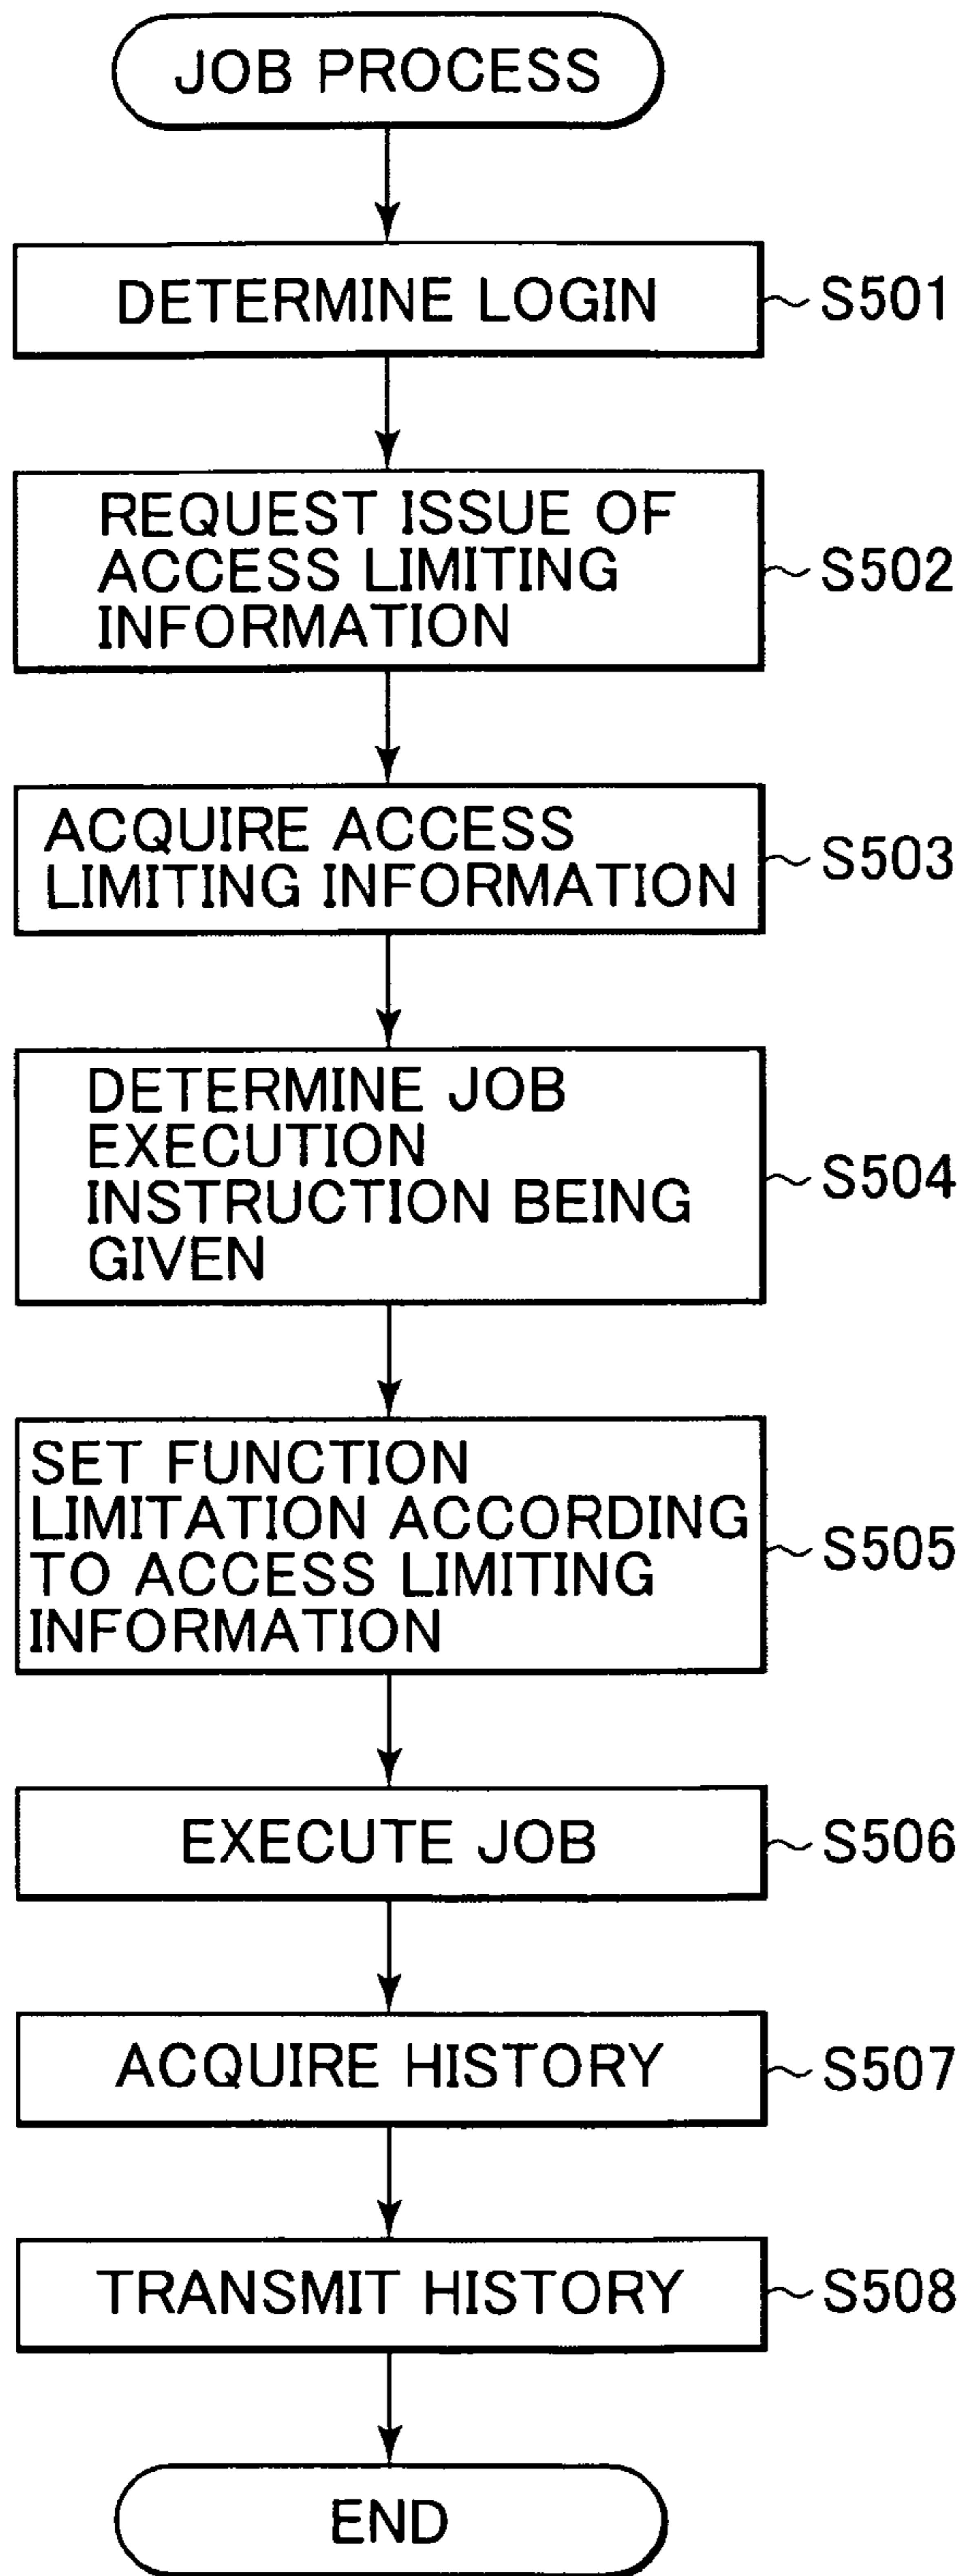 JOB PROCESS
DETERMINE LOGIN
S501
REQUEST ISSUE OF
ACCESS LIMITING
INFORMATION
S502
ACQUIRE ACCESS
LIMITING INFORMATION
S503
DETERMINE JOB
EXECUTION
INSTRUCTION BEING
GIVEN
S504
SET FUNCTION
LIMITATION ACCORDING
TO ACCESS LIMITING
INFORMATION
S505
EXECUTE JOB
S506
ACQUIRE HISTORY
S507
TRANSMIT HISTORY
S508
END